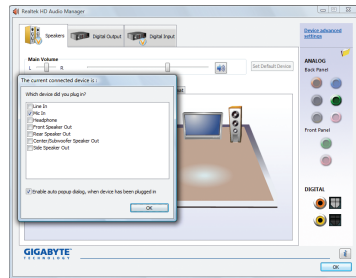 Realtek HD Audio Manager
Speakers
Digital Output
Digital Input
Device advanced
settings
Main Volume
L
R
Set Default Device
ANALOG
Back Panel
The current connected device is :
Which device did you plug in?
Line In
Mic In
Headphone
Front Speaker Out
Rear Speaker Out
Center/Subwoofer Speaker Out
Side Speaker Out
Enable auto popup dialog, when device has been plugged in
OK
Front Panel
DIGITAL
GIGABYTE
TECHNOLOGY
OK